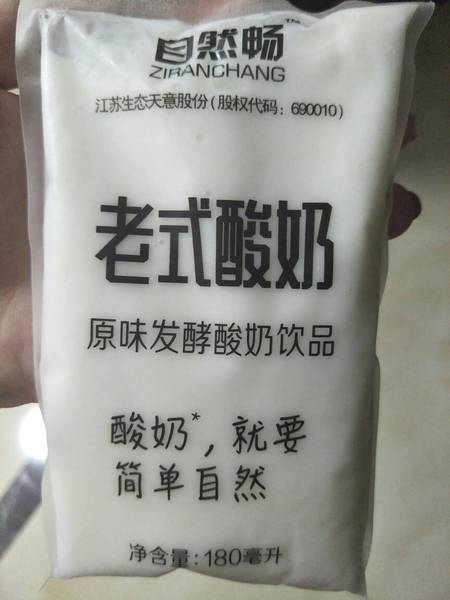 自然畅™
ZIRANCHANG
江苏生态天意股份(股权代码：690010)
老式酸奶
原味发酵酸奶饮品
酸奶*，就要
简单自然
净含量：180毫升